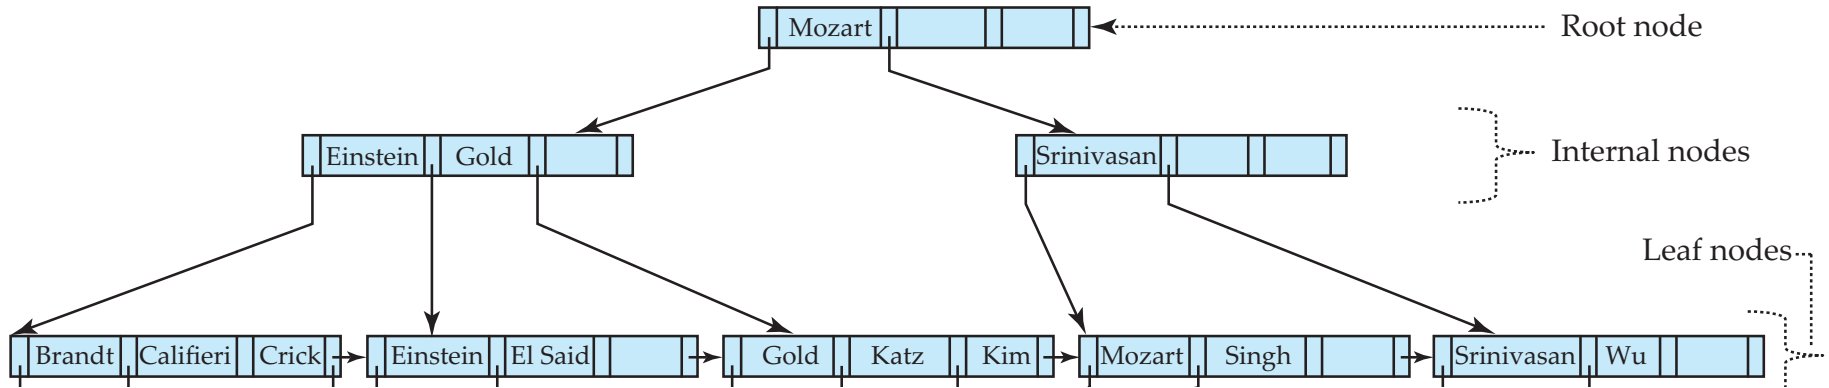 Mozart Root node
Einstein Gold Srinivasan Internal nodes
Leaf nodes
Brandt Califieri Crick Einstein El Said Gold Katz Kim Mozart Singh Srinivasan Wu